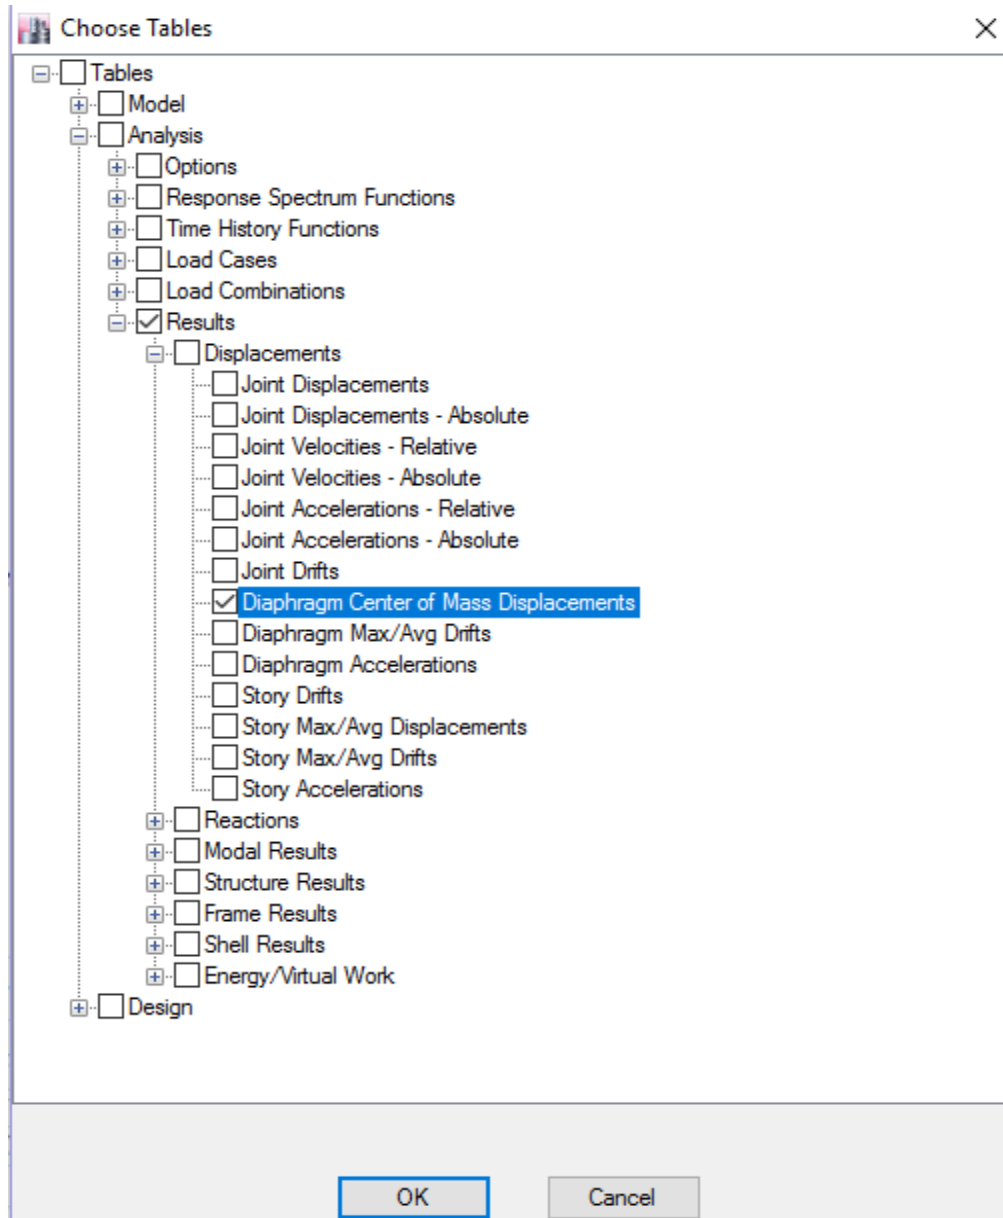 Choose Tables
Tables
Model
Analysis
Options
Response Spectrum Functions
Time History Functions
Load Cases
Load Combinations
Results
Displacements
Joint Displacements
Joint Displacements - Absolute
Joint Velocities - Relative
Joint Velocities - Absolute
Joint Accelerations - Relative
Joint Accelerations - Absolute
Joint Drifts
Diaphragm Center of Mass Displacements
Diaphragm Max/Avg Drifts
Diaphragm Accelerations
Story Drifts
Story Max/Avg Displacements
Story Max/Avg Drifts
Story Accelerations
Reactions
Modal Results
Structure Results
Frame Results
Shell Results
Energy/Virtual Work
Design
OK Cancel